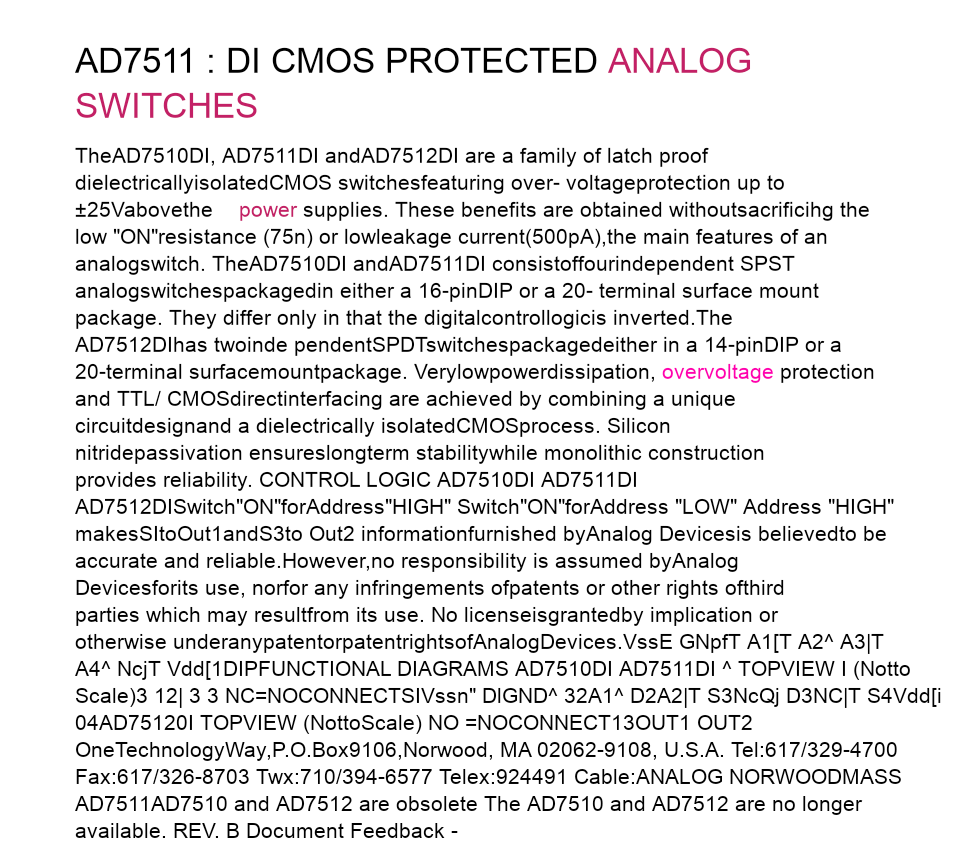 AD7511 : DI CMOS PROTECTED ANALOG
SWITCHES
TheAD7510DI, AD7511DI andAD7512DI are a family of latch proof
dielectricallyisolatedCMOS switchesfeaturing over- voltageprotection up to
±25Vabovethe power supplies. These benefits are obtained withoutsacrificihg the
low "ON"resistance (75n) or lowleakage current(500pA),the main features of an
analogswitch. TheAD7510DI andAD7511DI consistoffourindependent SPST
analogswitchespackagedin either a 16-pinDIP or a 20- terminal surface mount
package. They differ only in that the digitalcontrollogicis inverted.The
AD7512DIhas twoinde pendentSPDTswitchespackagedeither in a 14-pinDIP or a
20-terminal surfacemountpackage. Verylowpowerdissipation, overvoltage protection
and TTL/ CMOSdirectinterfacing are achieved by combining a unique
circuitdesignand a dielectrically isolatedCMOSprocess. Silicon
nitridepassivation ensureslongterm stabilitywhile monolithic construction
provides reliability. CONTROL LOGIC AD7510DI AD7511DI
AD7512DISwitch"ON"forAddress"HIGH" Switch"ON"forAddress "LOW" Address "HIGH"
makesSItoOut1andS3to Out2 informationfurnished byAnalog Devicesis believedto be
accurate and reliable.However,no responsibility is assumed byAnalog
Devicesforits use, norfor any infringements ofpatents or other rights ofthird
parties which may resultfrom its use. No licenseisgrantedby implication or
otherwise underanypatentorpatentrightsofAnalogDevices.VssE GNpfT A1[T A2^ A3|T
A4^ NcjT Vdd[1DIPFUNCTIONAL DIAGRAMS AD7510DI AD7511DI ^ TOPVIEW I (Notto
Scale)3 12| 3 3 NC=NOCONNECTSIVssn" DIGND^ 32A1^ D2A2|T S3NcQj D3NC|T S4Vdd[i
04AD75120I TOPVIEW (NottoScale) NO =NOCONNECT13OUT1 OUT2
OneTechnologyWay,P.O.Box9106,Norwood, MA 02062-9108, U.S.A. Tel:617/329-4700
Fax:617/326-8703 Twx:710/394-6577 Telex:924491 Cable:ANALOG NORWOODMASS
AD7511AD7510 and AD7512 are obsolete The AD7510 and AD7512 are no longer
available. REV. B Document Feedback -